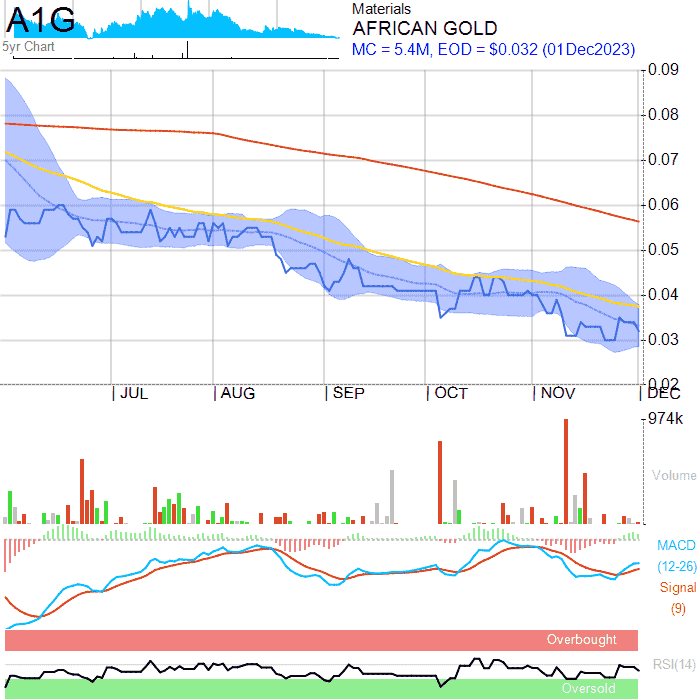 A1G
5yr Chart
Materials
AFRICAN GOLD
MC = 5.4M, EOD = $0.032 (01Dec2023)
0.09
0.08
0.07
0.06
0.05
0.04
0.03
0.02
JUL AUG SEP OCT NOV DEC
974k
Volume
MACD
(12-26)
Signal
(9)
Overbought
RSI(14)
Oversold